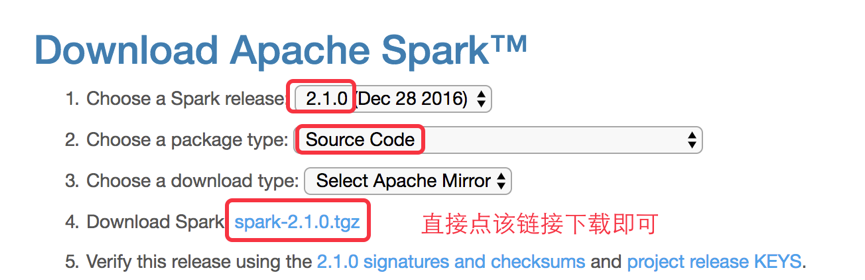 Download Apache Spark™
1. Choose a Spark release: 2.1.0 (Dec 28 2016)
2. Choose a package type: Source Code
3. Choose a download type: Select Apache Mirror
4. Download Spark: spark-2.1.0.tgz 直接点该链接下载即可
5. Verify this release using the 2.1.0 signatures and checksums and project release KEYS.